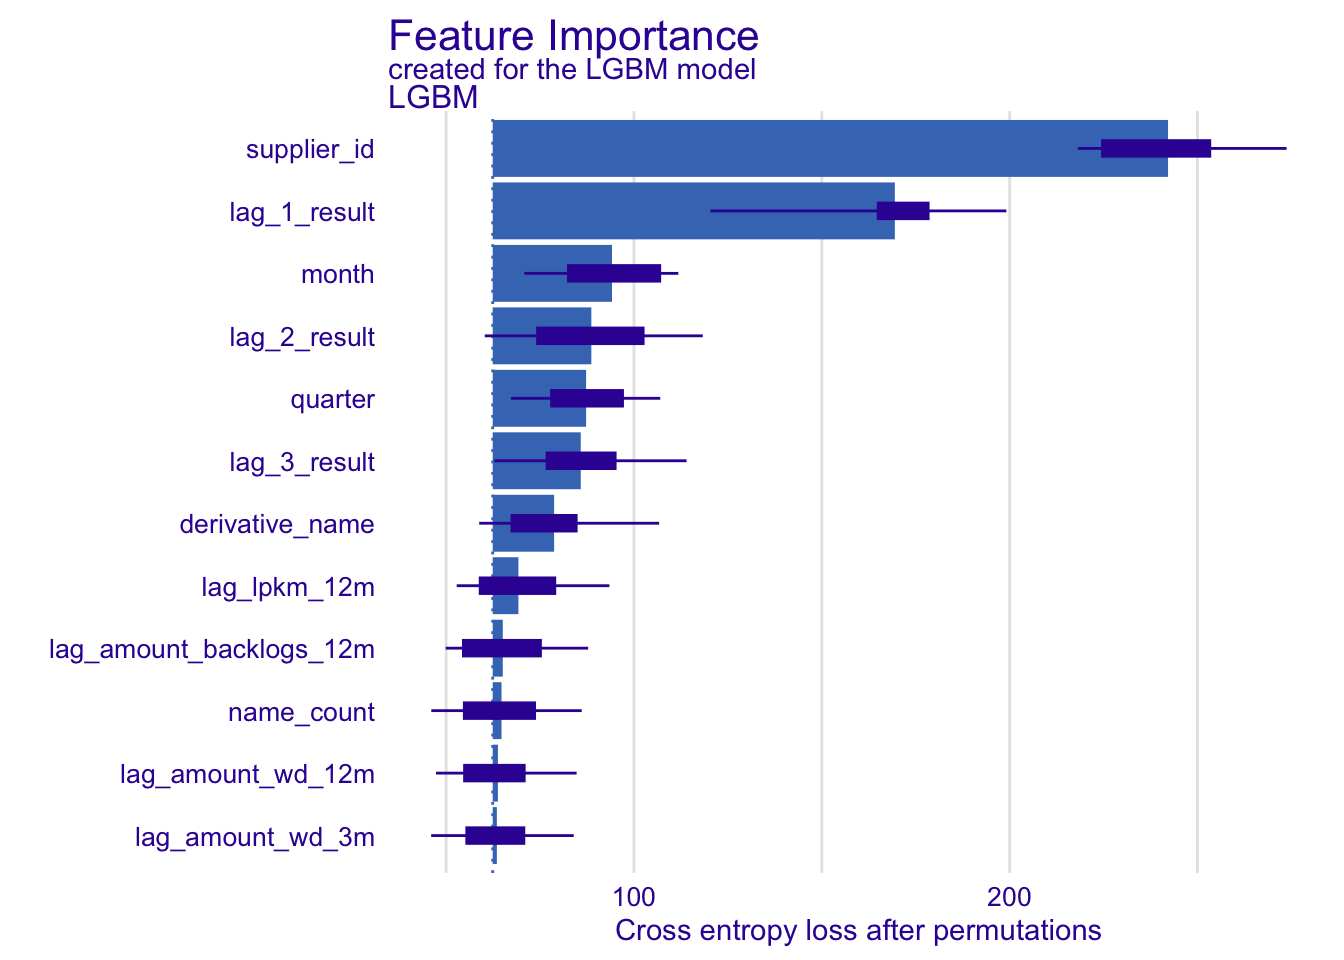 Feature Importance
created for the LGBM model
LGBM
supplier_id
lag_1_result
month
lag_2_result
quarter
lag_3_result
derivative_name
lag_lpkm_12m
lag_amount_backlogs_12m
name_count
lag_amount_wd_12m
lag_amount_wd_3m
100 200
Cross entropy loss after permutations